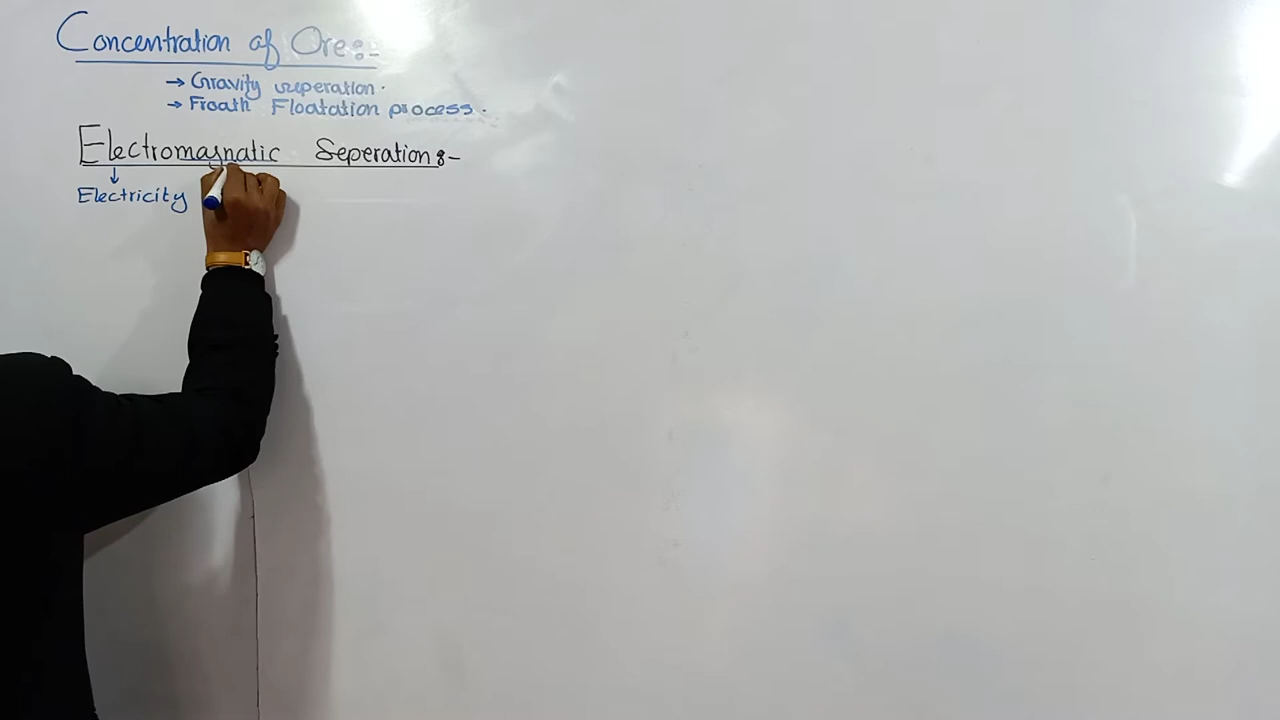 Concentration of Ore:-
→ Gravity seperation.
→ Froath Floatation process.
Electromagnatic Seperation:-
↓
Electricity